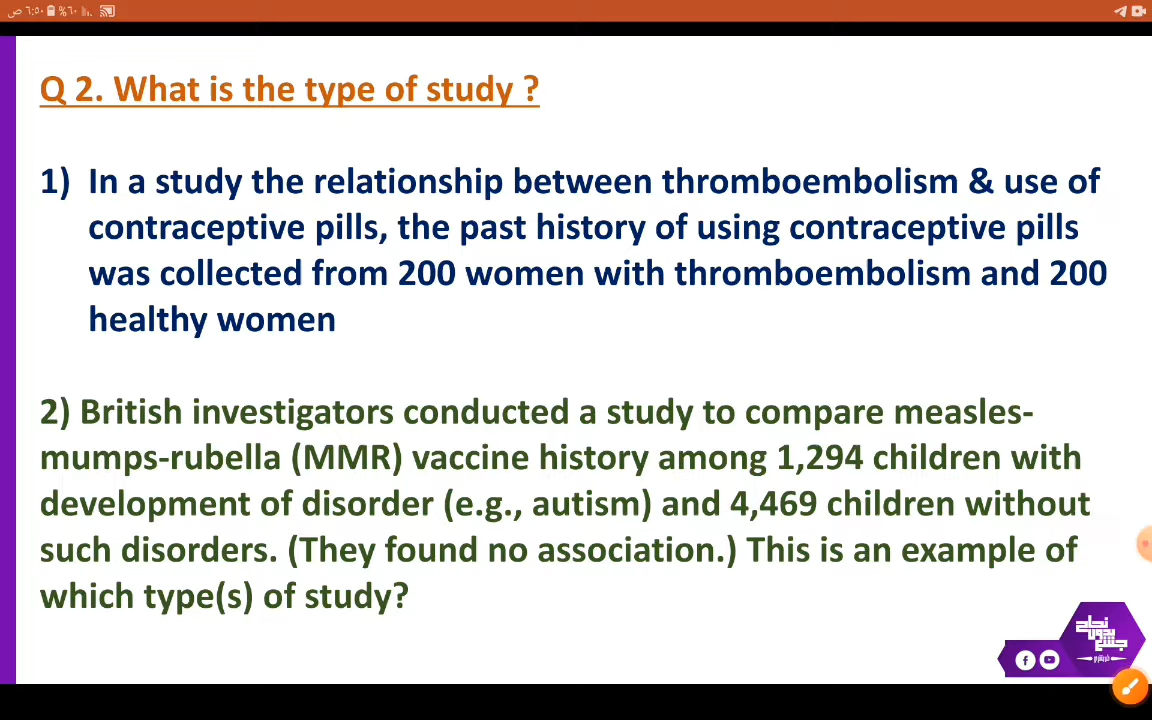 ص ٦:٥٠ %٦٠
Q 2. What is the type of study ?
1) In a study the relationship between thromboembolism & use of
contraceptive pills, the past history of using contraceptive pills
was collected from 200 women with thromboembolism and 200
healthy women
2) British investigators conducted a study to compare measles-
mumps-rubella (MMR) vaccine history among 1,294 children with
development of disorder (e.g., autism) and 4,469 children without
such disorders. (They found no association.) This is an example of
which type(s) of study?